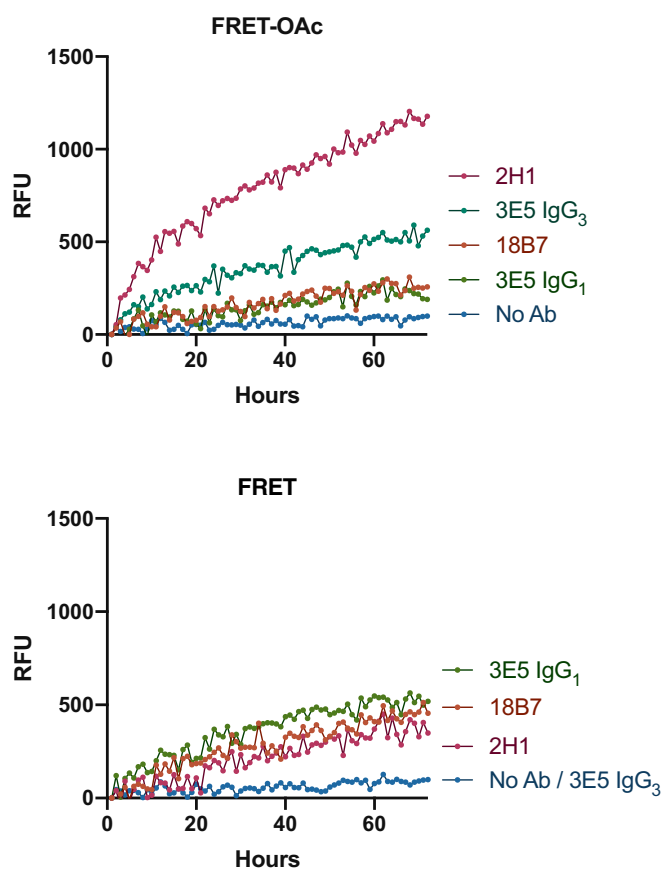 FRET-OAc
1500
1000
500
0
RFU
0 20 40 60
Hours
2H1
3E5 IgG₃
18B7
3E5 IgG₁
No Ab
FRET
1500
1000
500
0
RFU
0 20 40 60
Hours
3E5 IgG₁
18B7
2H1
No Ab / 3E5 IgG₃